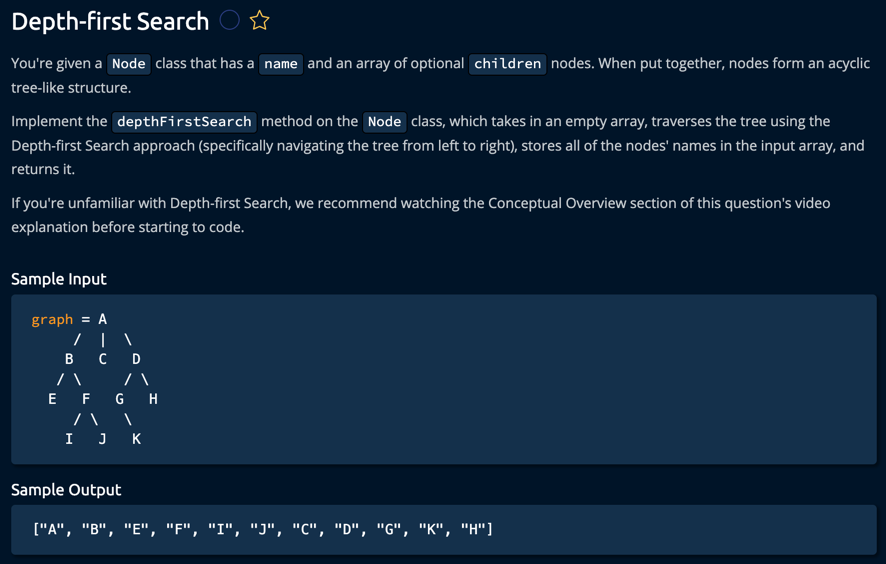 Depth-first Search
You're given a Node class that has a name and an array of optional children nodes. When put together, nodes form an acyclic
tree-like structure.
Implement the depthFirstSearch method on the Node class, which takes in an empty array, traverses the tree using the
Depth-first Search approach (specifically navigating the tree from left to right), stores all of the nodes' names in the input array, and
returns it.
If you're unfamiliar with Depth-first Search, we recommend watching the Conceptual Overview section of this question's video
explanation before starting to code.
Sample Input
graph = A
     /  |  \
    B   C   D
   / \     / \
  E   F   G   H
     / \   \
    I   J   K
Sample Output
["A", "B", "E", "F", "I", "J", "C", "D", "G", "K", "H"]